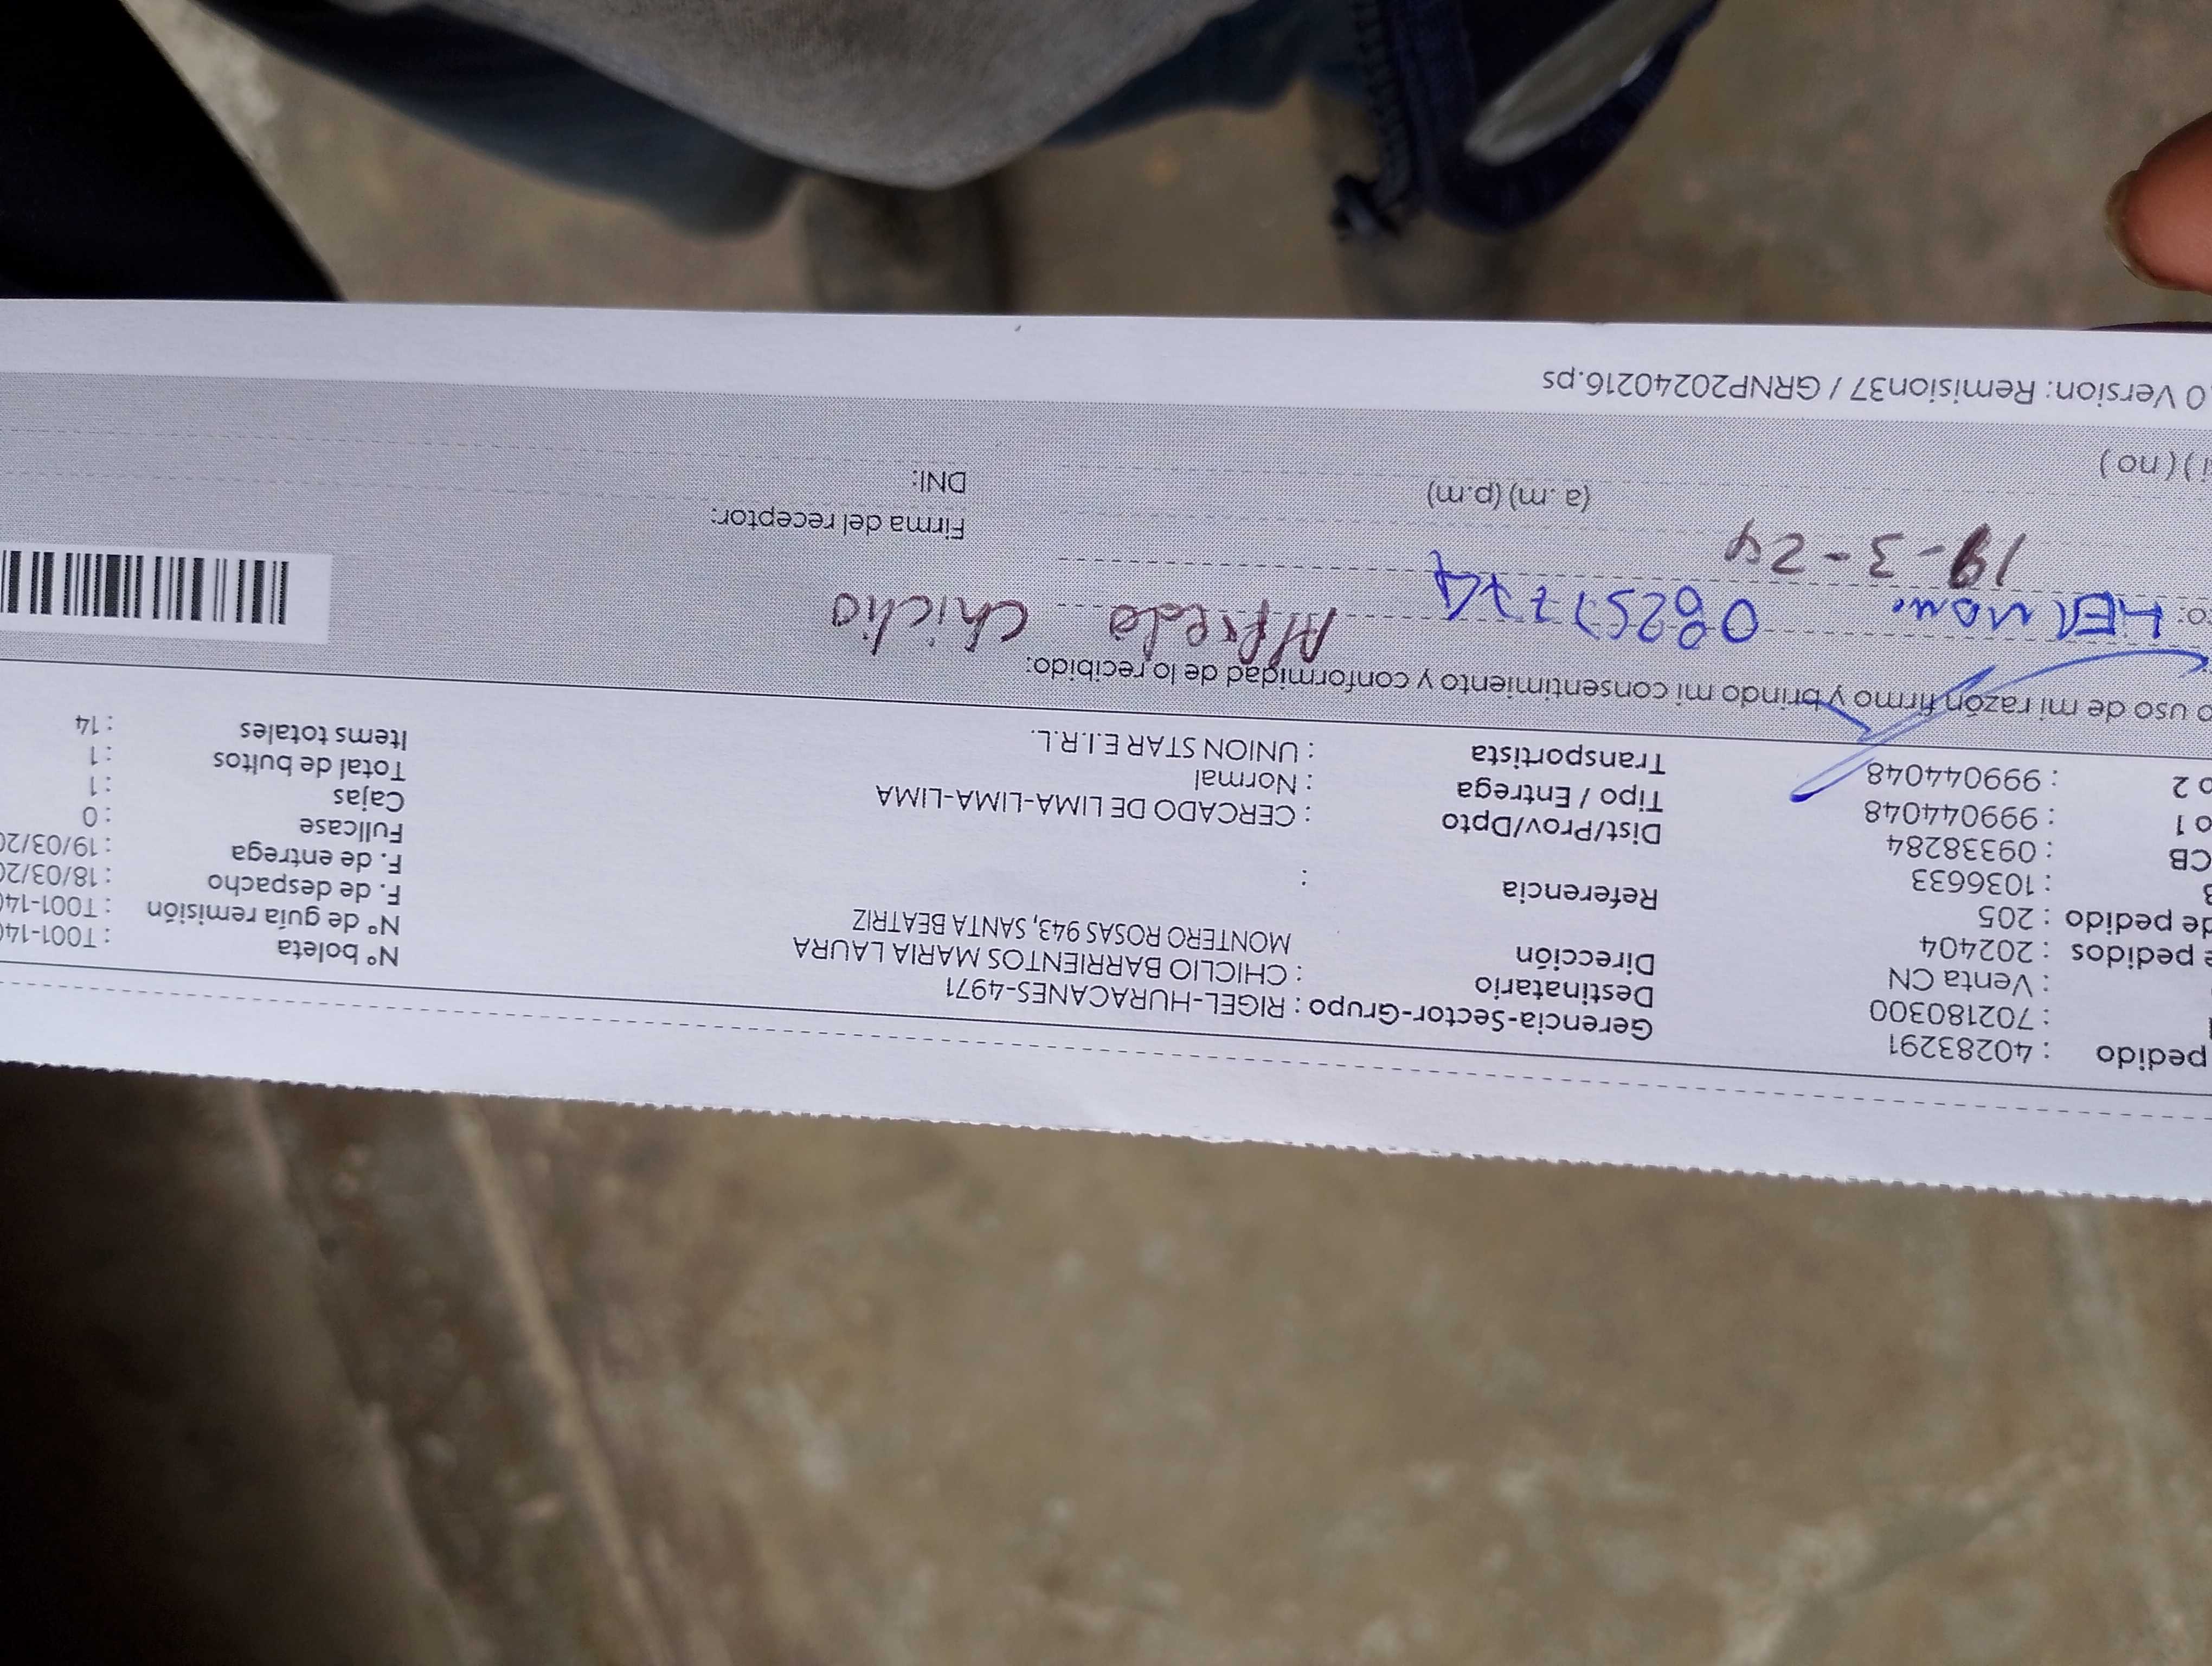 pedido : 40283291
: 702180300
: Venta CN
pedidos : 202404
de pedido : 205
: 1036633
CB : 09338284
o 1 : 999044048
o 2 : 999044048
Gerencia-Sector-Grupo : RIGEL-HURACANES-4971
Destinatario : CHICLIO BARRIENTOS MARIA LAURA
Dirección MONTERO ROSAS 943, SANTA BEATRIZ
Referencia :
Dist/Prov/Dpto : CERCADO DE LIMA-LIMA-LIMA
Tipo / Entrega : Normal
Transportista : UNION STAR E.I.R.L.
N° boleta : T001-14
N° de guía remisión : T001-14
F. de despacho : 18/03/20
F. de entrega : 19/03/20
Fullcase : 0
Cajas : 1
Total de bultos : 1
Items totales : 14
o uso de mi razón firmo y brindo mi consentimiento y conformidad de lo recibido:
08257774 Alfredo Chiclio
19-3-24
Firma del receptor:
(a.m) (p.m) DNI:
) (no)
0 Version: Remision37 / GRNP20240216.ps